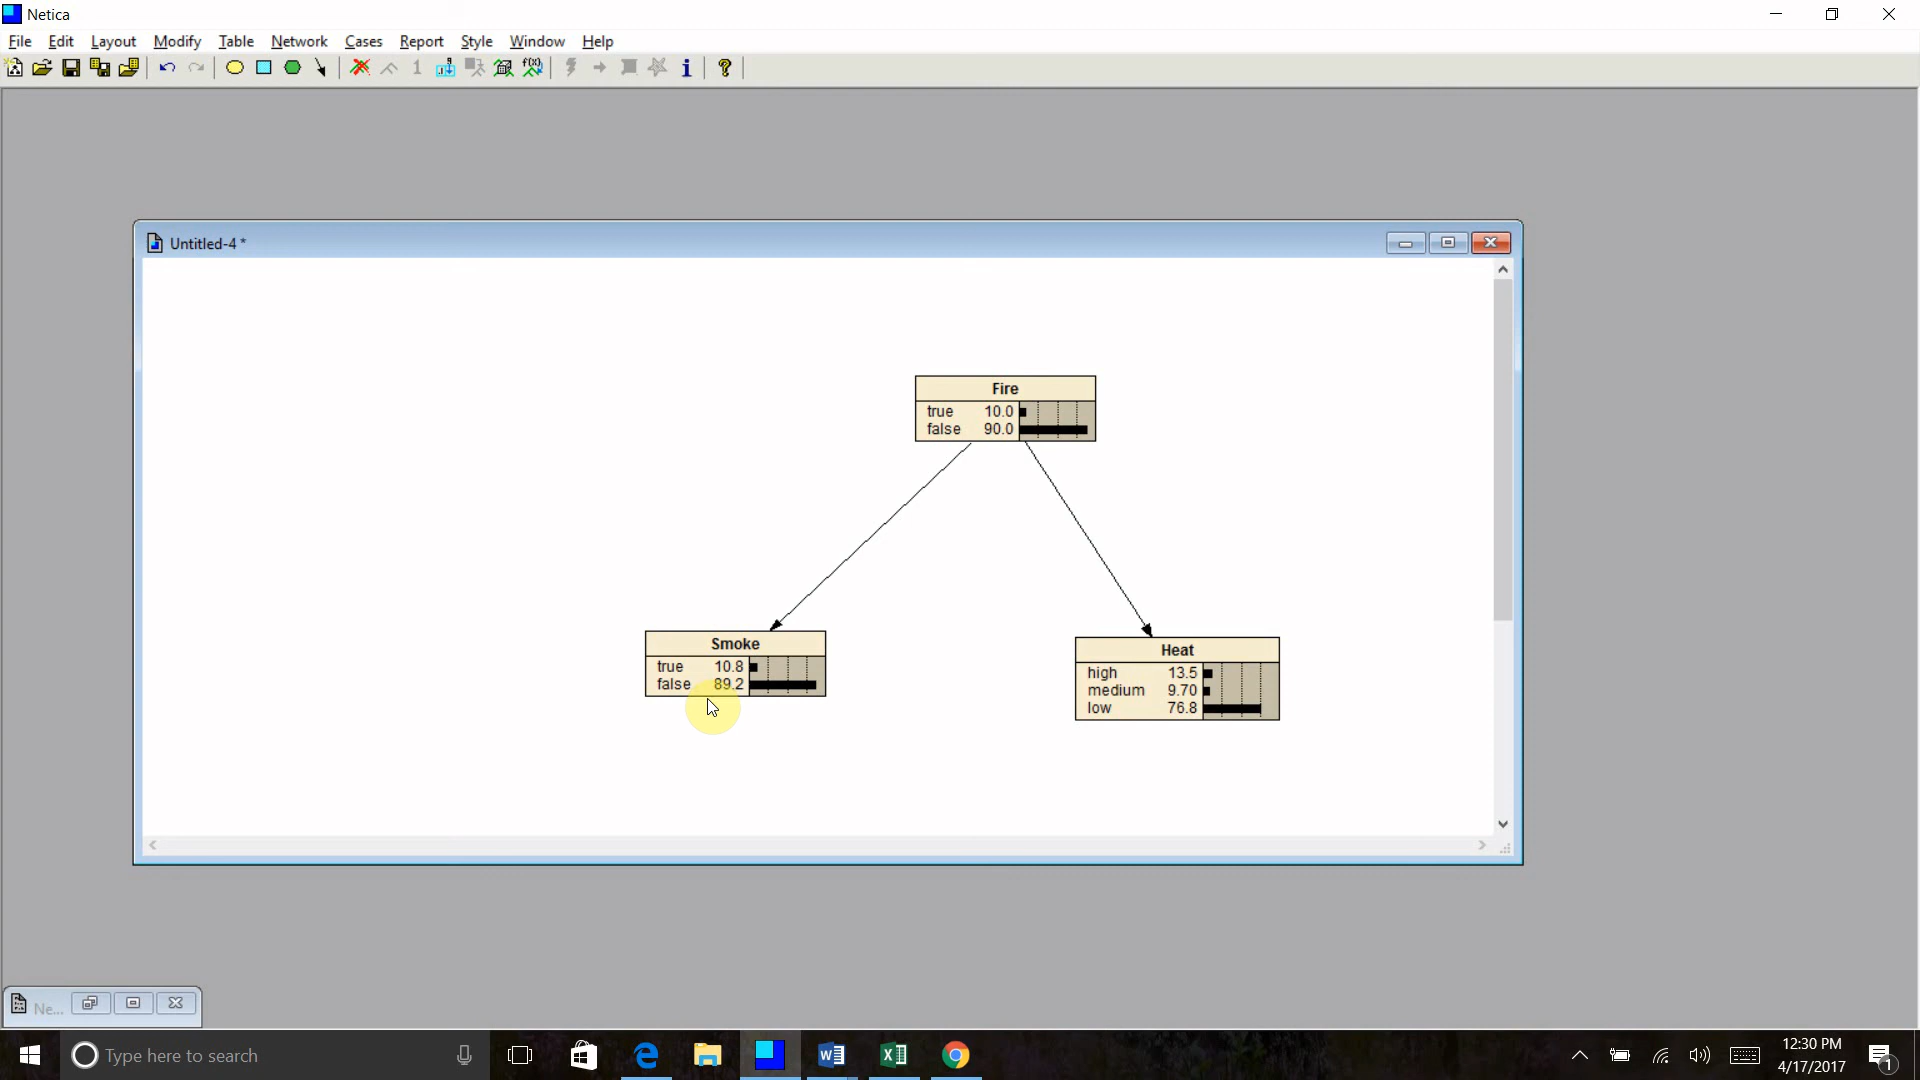 Netica
File Edit Layout Modify Table Network Cases Report Style Window Help
1 f(x) i ?
Untitled-4 *
Fire
true 10.0
false 90.0
Smoke
true 10.8
false 89.2
Heat
high 13.5
medium 9.70
low 76.8
Ne...
Type here to search
12:30 PM
4/17/2017
1